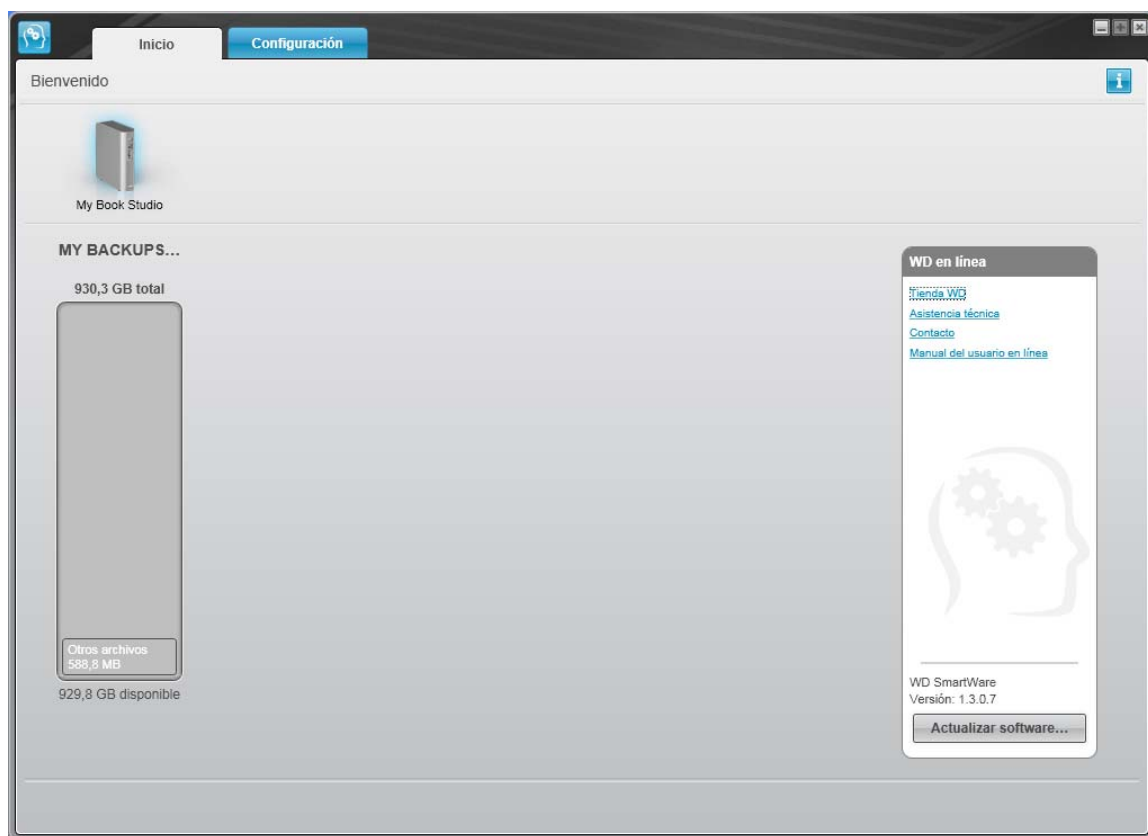 Inicio
Configuración
Bienvenido
My Book Studio
MY BACKUPS...
930,3 GB total
Otros archivos
588,8 MB
929,8 GB disponible
WD en línea
Tienda WD
Asistencia técnica
Contacto
Manual del usuario en línea
WD SmartWare
Versión: 1.3.0.7
Actualizar software...